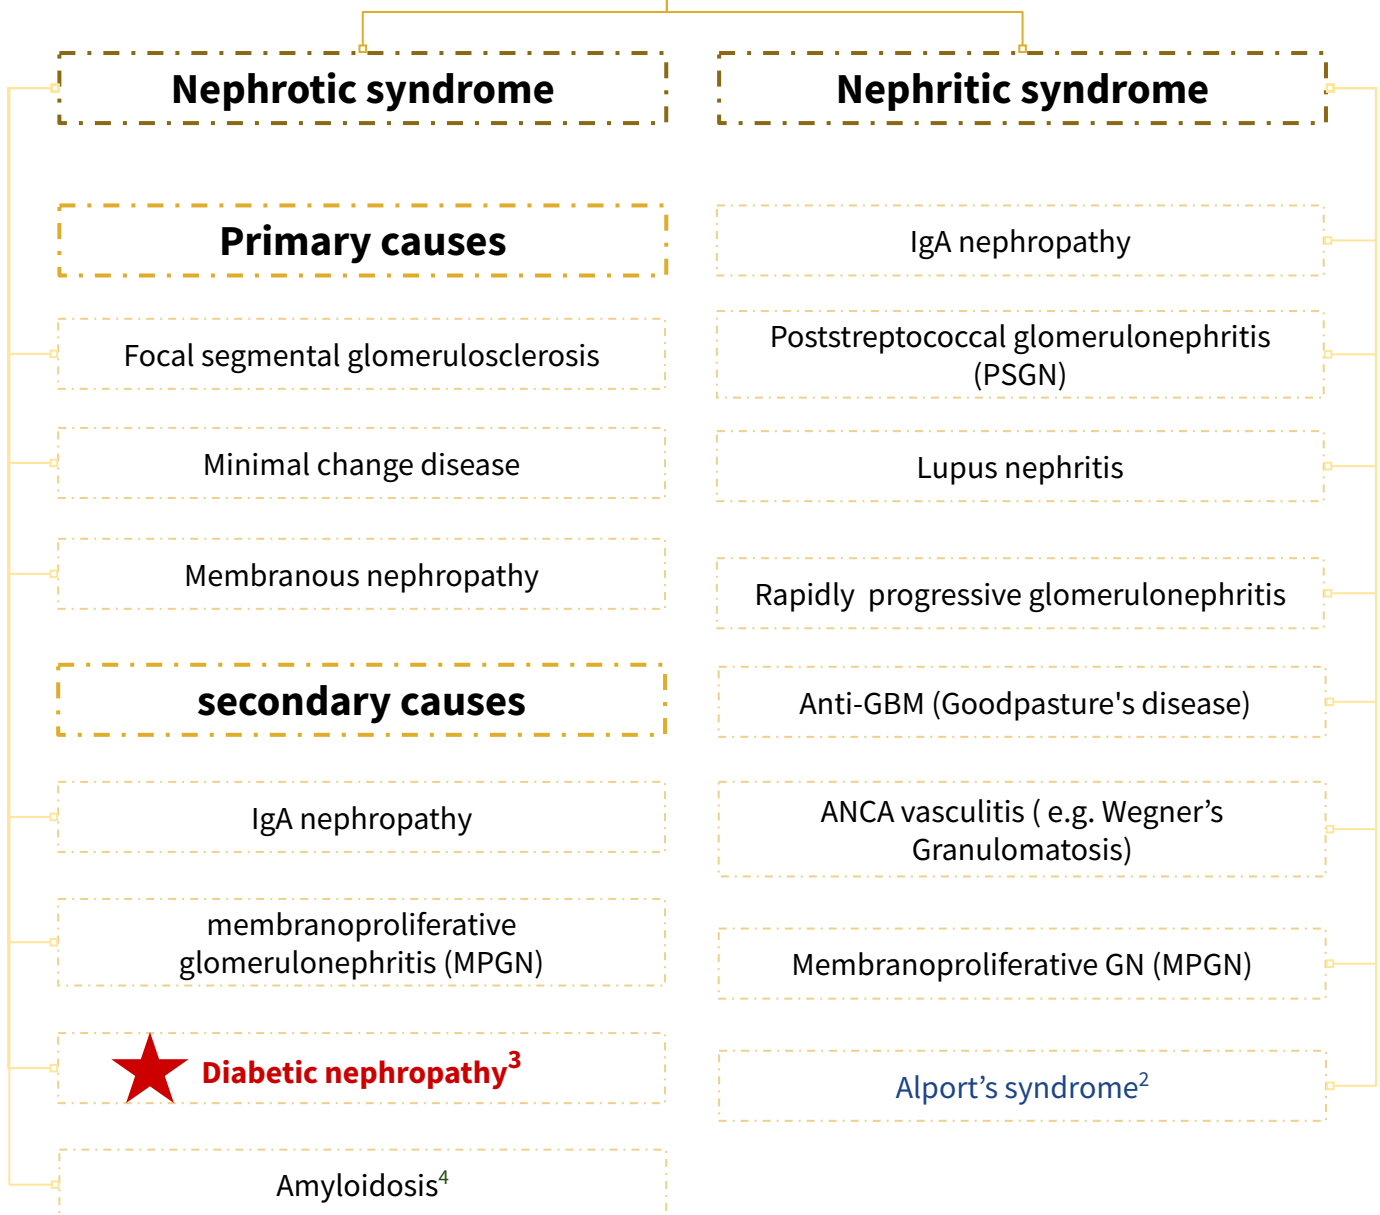 Nephrotic syndrome
Primary causes
Focal segmental glomerulosclerosis
Minimal change disease
Membranous nephropathy
secondary causes
IgA nephropathy
membranoproliferative
glomerulonephritis (MPGN)
Diabetic nephropathy³
Amyloidosis⁴
Nephritic syndrome
IgA nephropathy
Poststreptococcal glomerulonephritis
(PSGN)
Lupus nephritis
Rapidly  progressive glomerulonephritis
Anti-GBM (Goodpasture's disease)
ANCA vasculitis ( e.g. Wegner’s
Granulomatosis)
Membranoproliferative GN (MPGN)
Alport’s syndrome²